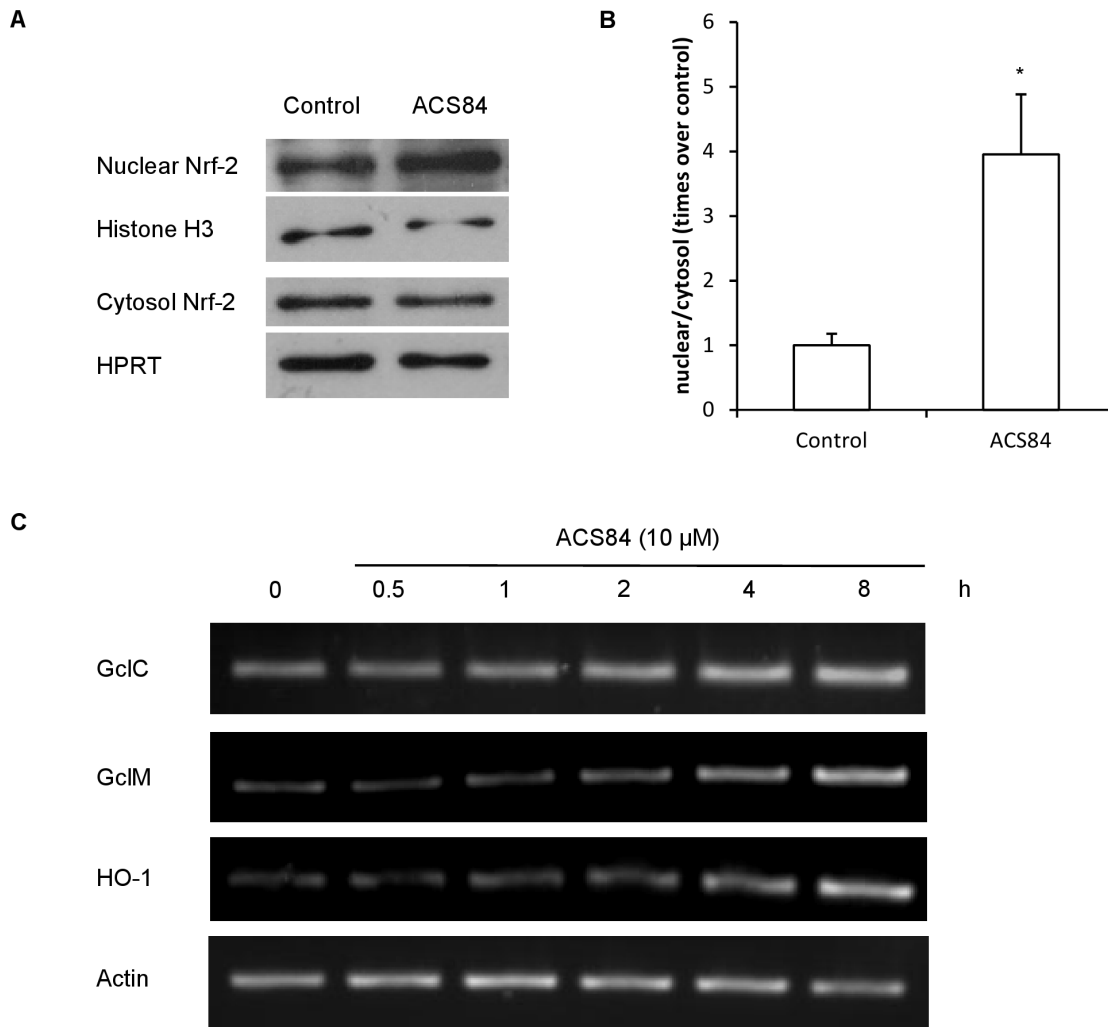 A
Control ACS84
Nuclear Nrf-2
Histone H3
Cytosol Nrf-2
HPRT
B
nuclear/cytosol (times over control)
6
5
4
3
2
1
0
*
Control ACS84
C
ACS84 (10 µM)
0 0.5 1 2 4 8 h
GclC
GclM
HO-1
Actin